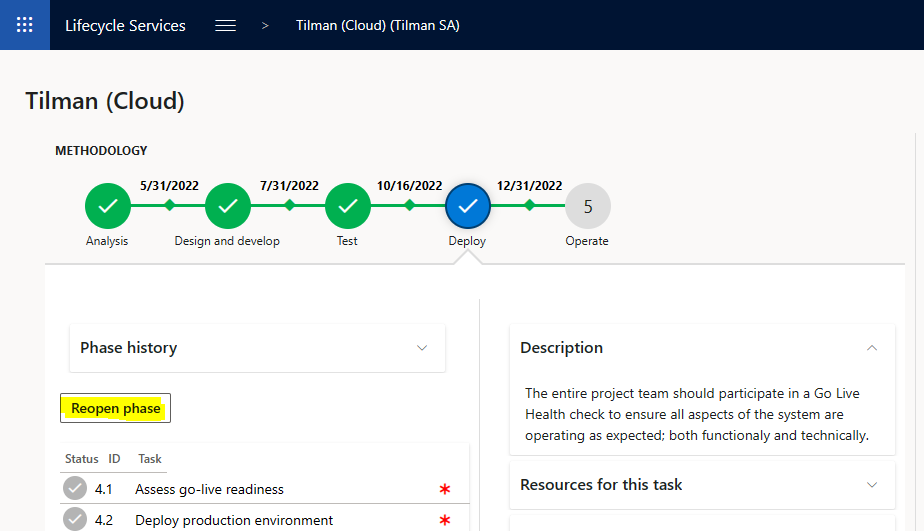 Lifecycle Services > Tilman (Cloud) (Tilman SA)
Tilman (Cloud)
METHODOLOGY
5/31/2022 7/31/2022 10/16/2022 12/31/2022
5
Analysis Design and develop Test Deploy Operate
Phase history
Reopen phase
Status ID Task
4.1 Assess go-live readiness *
4.2 Deploy production environment *
Description
The entire project team should participate in a Go Live
Health check to ensure all aspects of the system are
operating as expected; both functionaly and technically.
Resources for this task